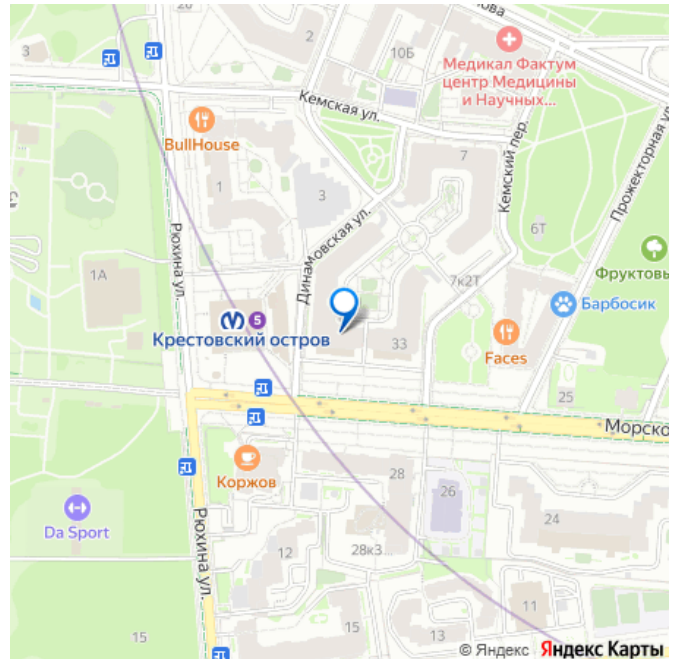 20
нова
3
2
10Б
Медикал Фактум
центр Медицины
и Научных...
Кемская ул.
BullHouse
7
Кемский пер.
Прожекторная ул.
1
3
Рюхина ул.
Динамовская ул.
6Т
1А
Фруктовы
7к2Т
Барбосик
5
Крестовский остров
33
Faces
25
Морско
Коржов
28
26
Da Sport
24
Рюхина ул.
12
28к3
11
15
15
13
© Яндекс Яндекс Карты